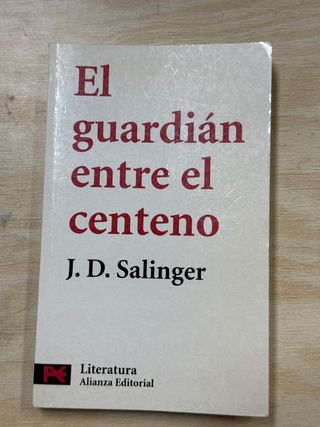 El
guardián
entre el
centeno
J. D. Salinger
Literatura
Alianza Editorial